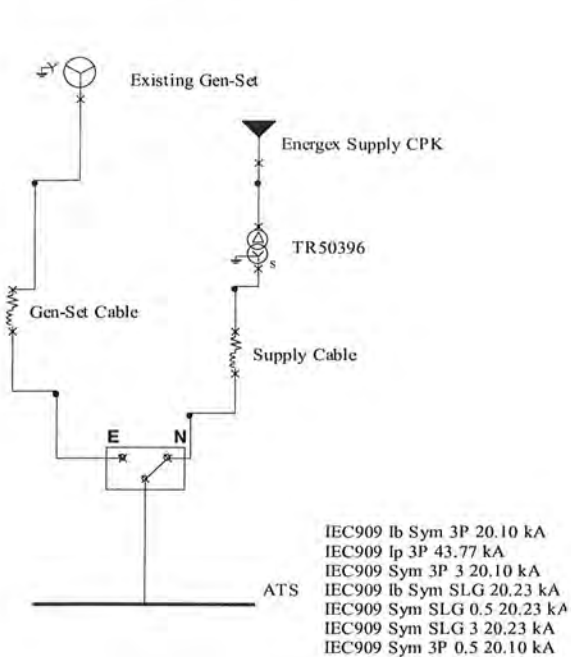 Existing Gen-Set
Energex Supply CPK
TR50396
s
Gen-Set Cable
Supply Cable
E N
ATS
IEC909 Ib Sym 3P 20.10 kA
IEC909 Ip 3P 43.77 kA
IEC909 Sym 3P 3 20.10 kA
IEC909 Ib Sym SLG 20.23 kA
IEC909 Sym SLG 0.5 20.23 kA
IEC909 Sym SLG 3 20.23 kA
IEC909 Sym 3P 0.5 20.10 kA